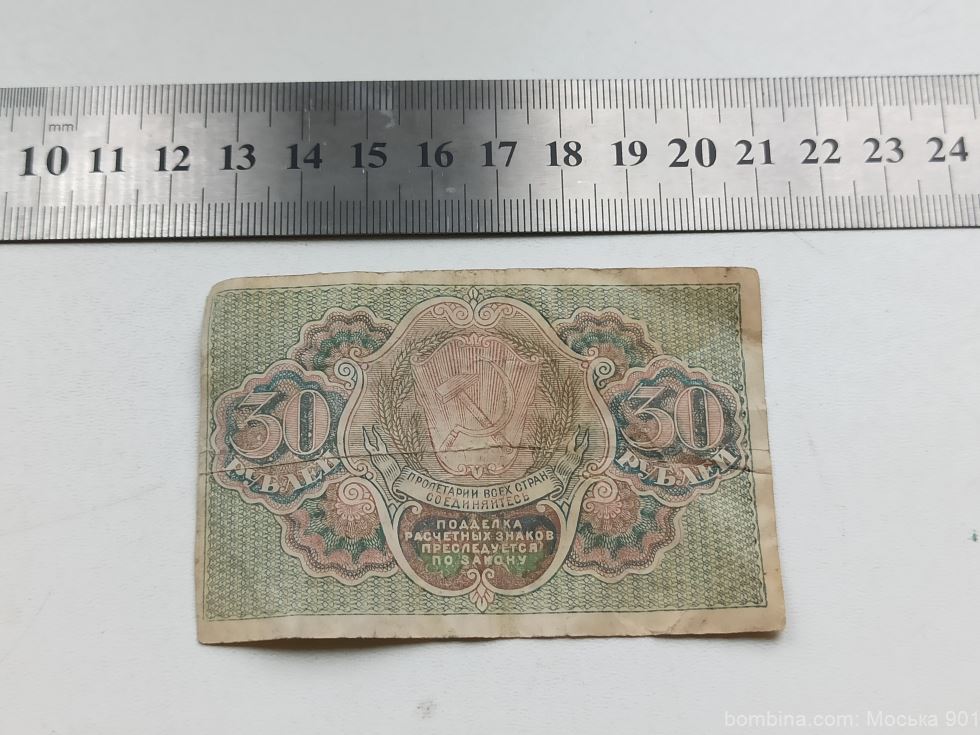 mm
10 11 12 13 14 15 16 17 18 19 20 21 22 23 24
30
РУБЛЕЙ
30
РУБЛЕЙ
ПРОЛЕТАРИИ ВСЕХ СТРАН
СОЕДИНЯЙТЕСЬ
ПОДДЕЛКА
РАСЧЕТНЫХ ЗНАКОВ
ПРЕСЛЕДУЕТСЯ
ПО ЗАКОНУ
bombina.com: Моська 901